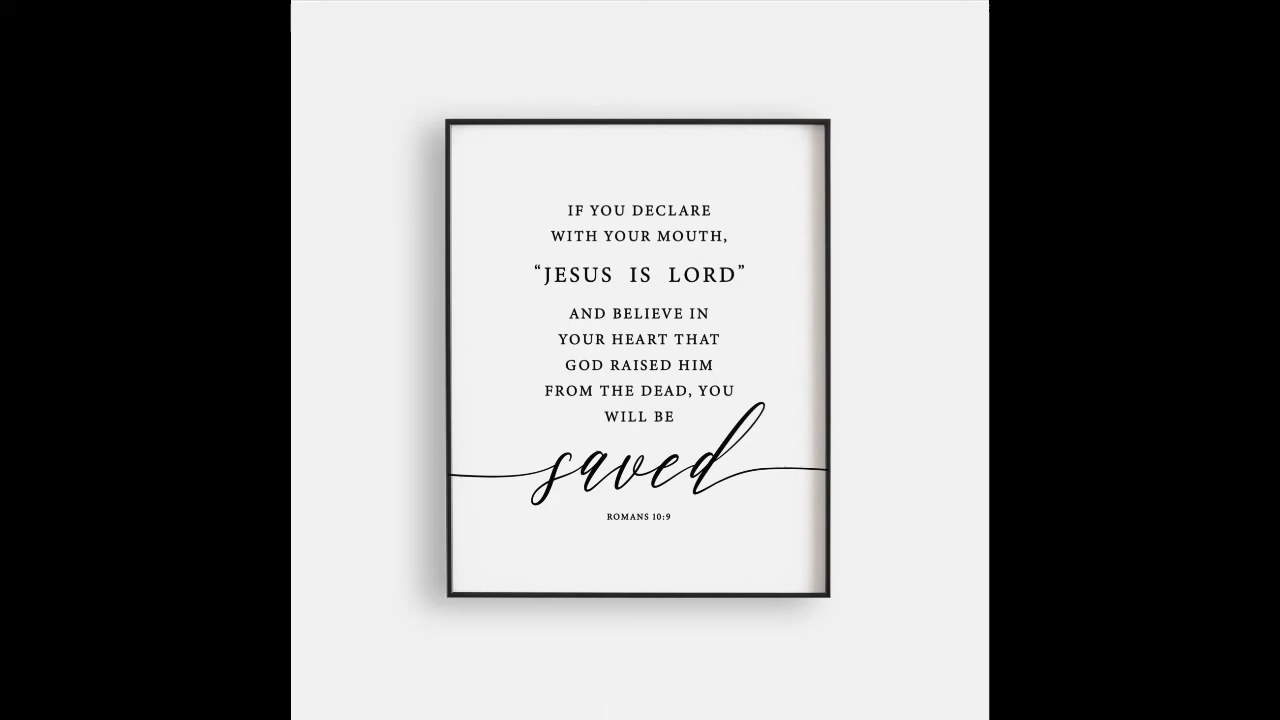 IF YOU DECLARE
WITH YOUR MOUTH,
“JESUS IS LORD”
AND BELIEVE IN
YOUR HEART THAT
GOD RAISED HIM
FROM THE DEAD, YOU
WILL BE
saved
ROMANS 10:9